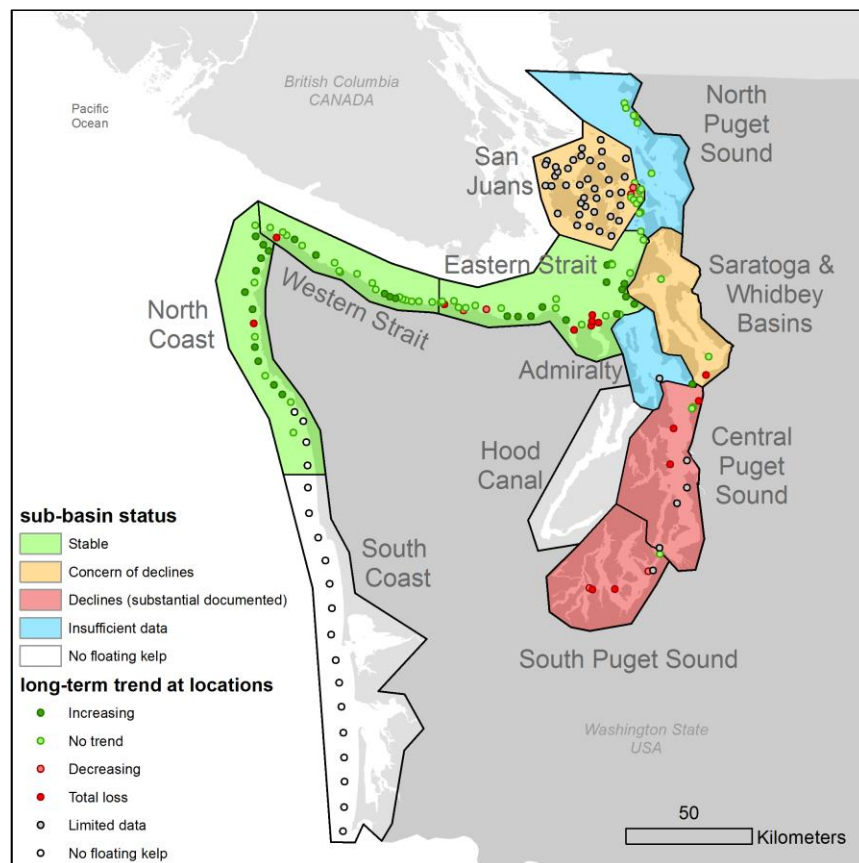 British Columbia
CANADA
Pacific
Ocean
North
Puget
Sound
San
Juans
Eastern Strait
Saratoga &
Whidbey
Basins
North
Coast
Western Strait
Admiralty
Hood
Canal
Central
Puget
Sound
South
Coast
South Puget Sound
Washington State
USA
sub-basin status
Stable
Concern of declines
Declines (substantial documented)
Insufficient data
No floating kelp
long-term trend at locations
Increasing
No trend
Decreasing
Total loss
Limited data
No floating kelp
50
Kilometers